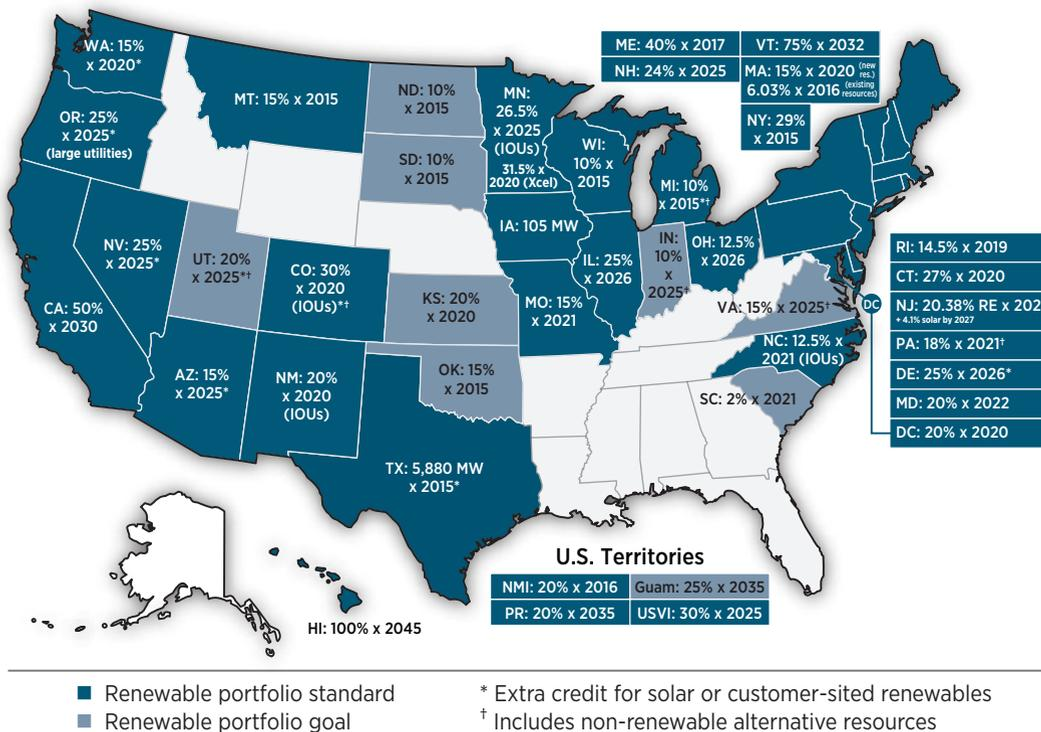 WA: 15%
x 2020*
OR: 25%
x 2025*
(large utilities)
MT: 15% x 2015
ND: 10%
x 2015
SD: 10%
x 2015
MN:
26.5%
x 2025
(IOUs)
31.5% x
2020 (Xcel)
WI:
10% x
2015
MI: 10%
x 2015*†
ME: 40% x 2017
VT: 75% x 2032
NH: 24% x 2025
MA: 15% x 2020 (new res.)
6.03% x 2016 (existing resources)
NY: 29%
x 2015
CA: 50%
x 2030
NV: 25%
x 2025*
UT: 20%
x 2025*†
CO: 30%
x 2020
(IOUs)*†
KS: 20%
x 2020
IA: 105 MW
MO: 15%
x 2021
IL: 25%
x 2026
IN:
10%
x
2025†
OH: 12.5%
x 2026
VA: 15% x 2025†
NC: 12.5% x
2021 (IOUs)
SC: 2% x 2021
AZ: 15%
x 2025*
NM: 20%
x 2020
(IOUs)
OK: 15%
x 2015
TX: 5,880 MW
x 2015*
DC
RI: 14.5% x 2019
CT: 27% x 2020
NJ: 20.38% RE x 202
+ 4.1% solar by 2027
PA: 18% x 2021†
DE: 25% x 2026*
MD: 20% x 2022
DC: 20% x 2020
HI: 100% x 2045
U.S. Territories
NMI: 20% x 2016
Guam: 25% x 2035
PR: 20% x 2035
USVI: 30% x 2025
Renewable portfolio standard
Renewable portfolio goal
* Extra credit for solar or customer-sited renewables
† Includes non-renewable alternative resources